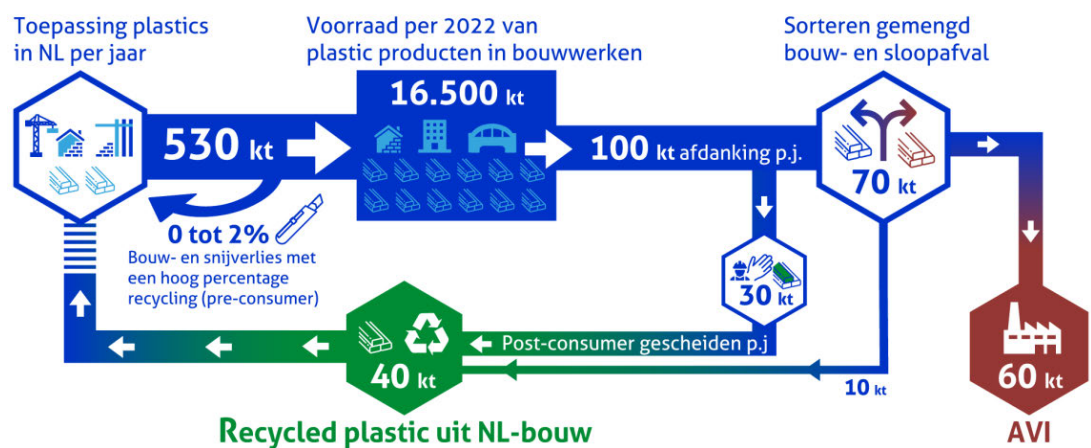 Toepassing plastics
in NL per jaar
Voorraad per 2022 van
plastic producten in bouwwerken
Sorteren gemengd
bouw- en sloopafval
530 kt
16.500 kt
100 kt afdanking p.j.
70 kt
0 tot 2%
Bouw- en snijverlies met
een hoog percentage
recycling (pre-consumer)
30 kt
Post-consumer gescheiden p.j
40 kt
10 kt
60 kt
Recycled plastic uit NL-bouw
AVI